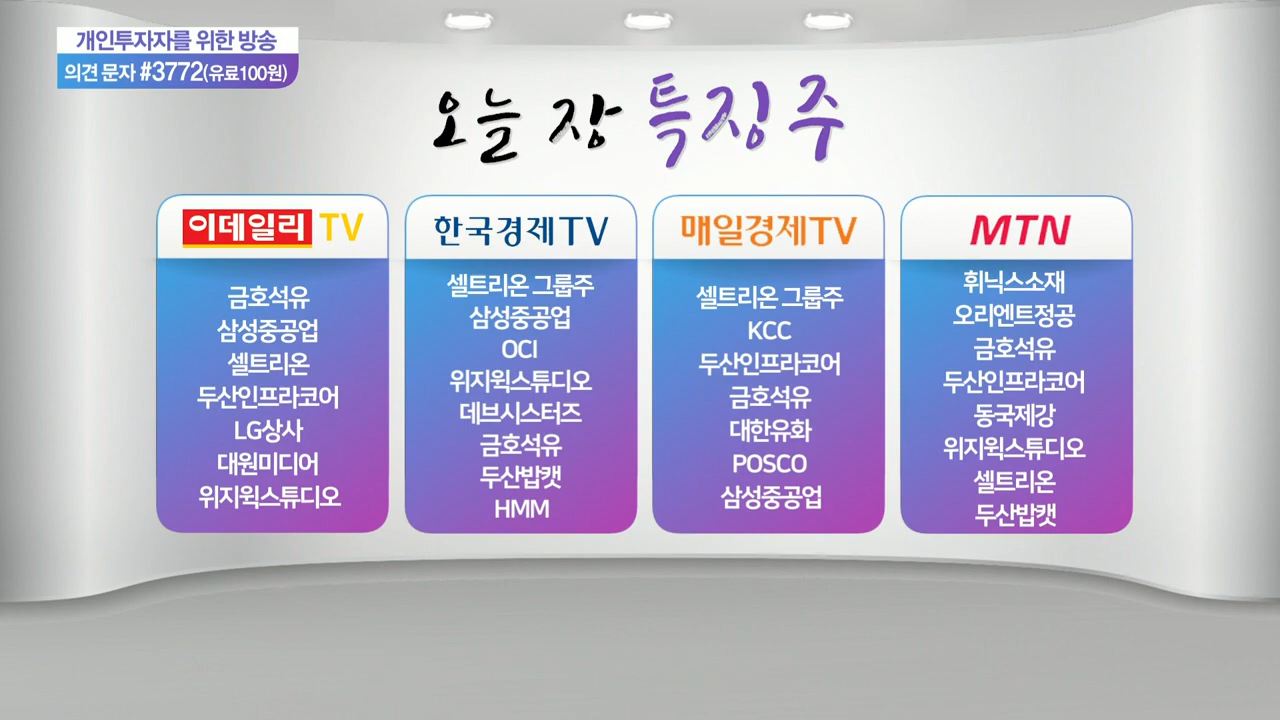 개인투자자를 위한 방송
의견 문자 #3772(유료100원)
오늘 장 특징주
이데일리 TV
금호석유
삼성중공업
셀트리온
두산인프라코어
LG상사
대원미디어
위지윅스튜디오
한국경제TV
셀트리온 그룹주
삼성중공업
OCI
위지윅스튜디오
데브시스터즈
금호석유
두산밥캣
HMM
매일경제TV
셀트리온 그룹주
KCC
두산인프라코어
금호석유
대한유화
POSCO
삼성중공업
MTN
휘닉스소재
오리엔트정공
금호석유
두산인프라코어
동국제강
위지윅스튜디오
셀트리온
두산밥캣